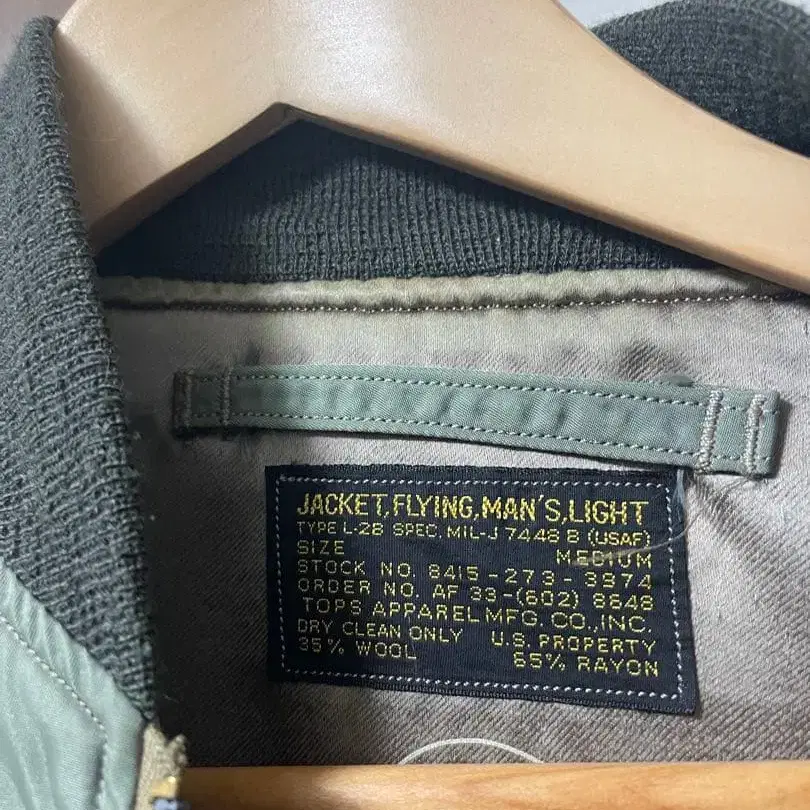 JACKET, FLYING, MAN'S, LIGHT
TYPE L-2B SPEC. MIL-J 7448 B (USAF)
SIZE MEDIUM
STOCK NO. 8415-273-3974
ORDER NO. AF 33-(602) 8848
TOPS APPAREL MFG. CO., INC.
DRY CLEAN ONLY U.S. PROPERTY
35% WOOL 65% RAYON